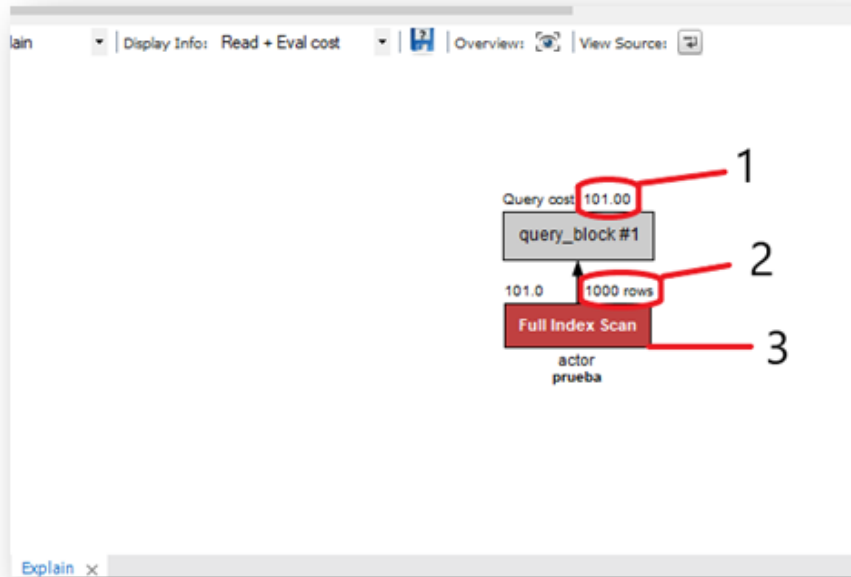 lain Display Info: Read + Eval cost Overview: View Source:
1
Query cost 101.00
query_block #1
2
101.0 1000 rows
Full Index Scan
3
actor
prueba
Explain